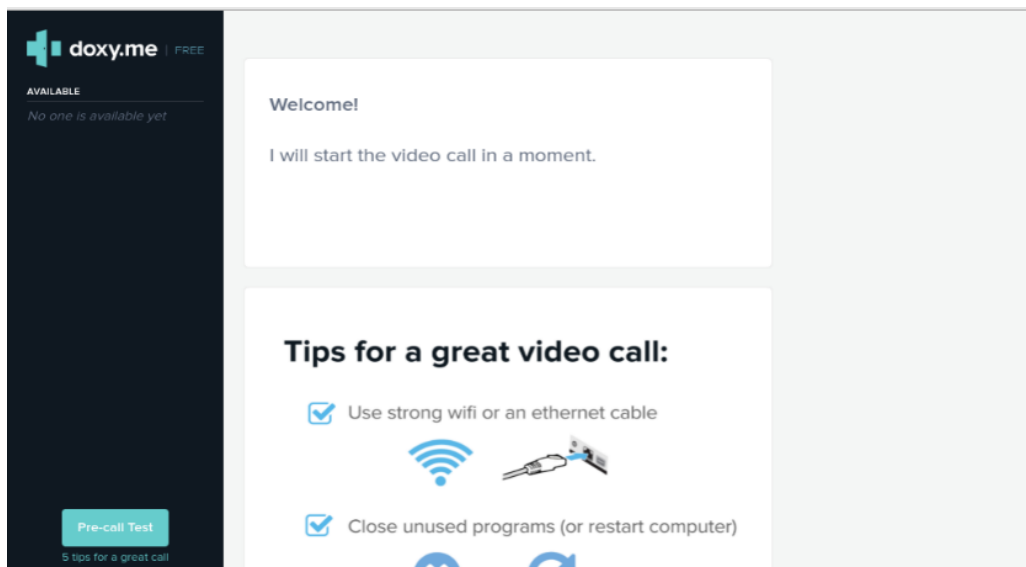 doxy.me | FREE
AVAILABLE
No one is available yet
Welcome!
I will start the video call in a moment.
Tips for a great video call:
Use strong wifi or an ethernet cable
Close unused programs (or restart computer)
Pre-call Test
5 tips for a great call